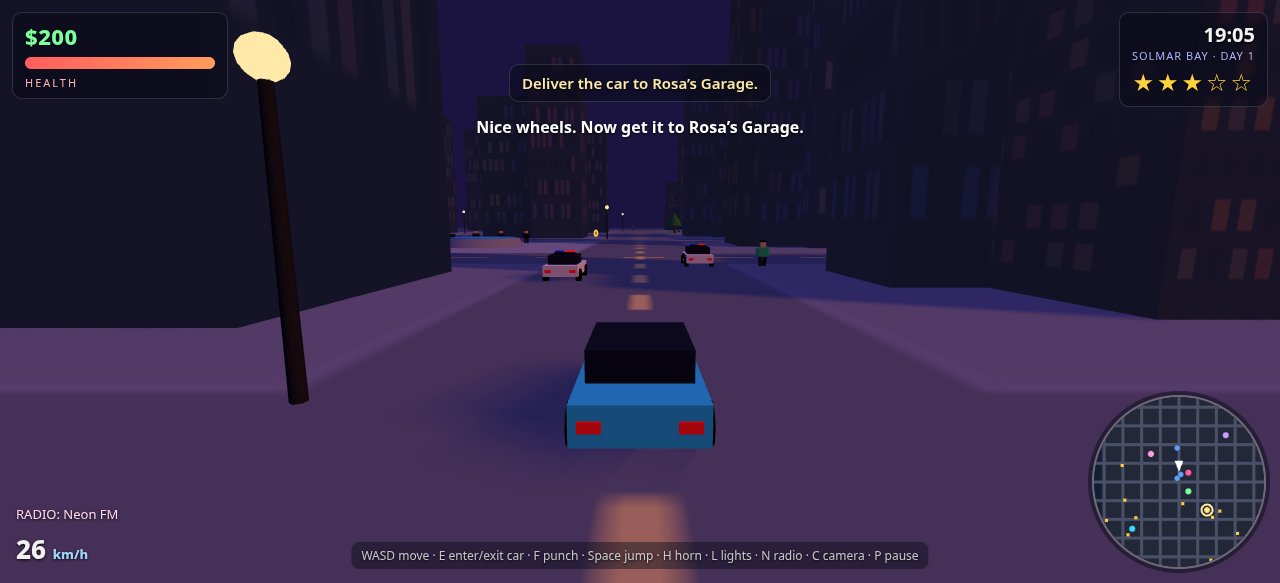 $200
HEALTH
Deliver the car to Rosa’s Garage.
Nice wheels. Now get it to Rosa’s Garage.
19:05
SOLMAR BAY · DAY 1
★★★☆☆
RADIO: Neon FM
26 km/h
WASD move · E enter/exit car · F punch · Space jump · H horn · L lights · N radio · C camera · P pause